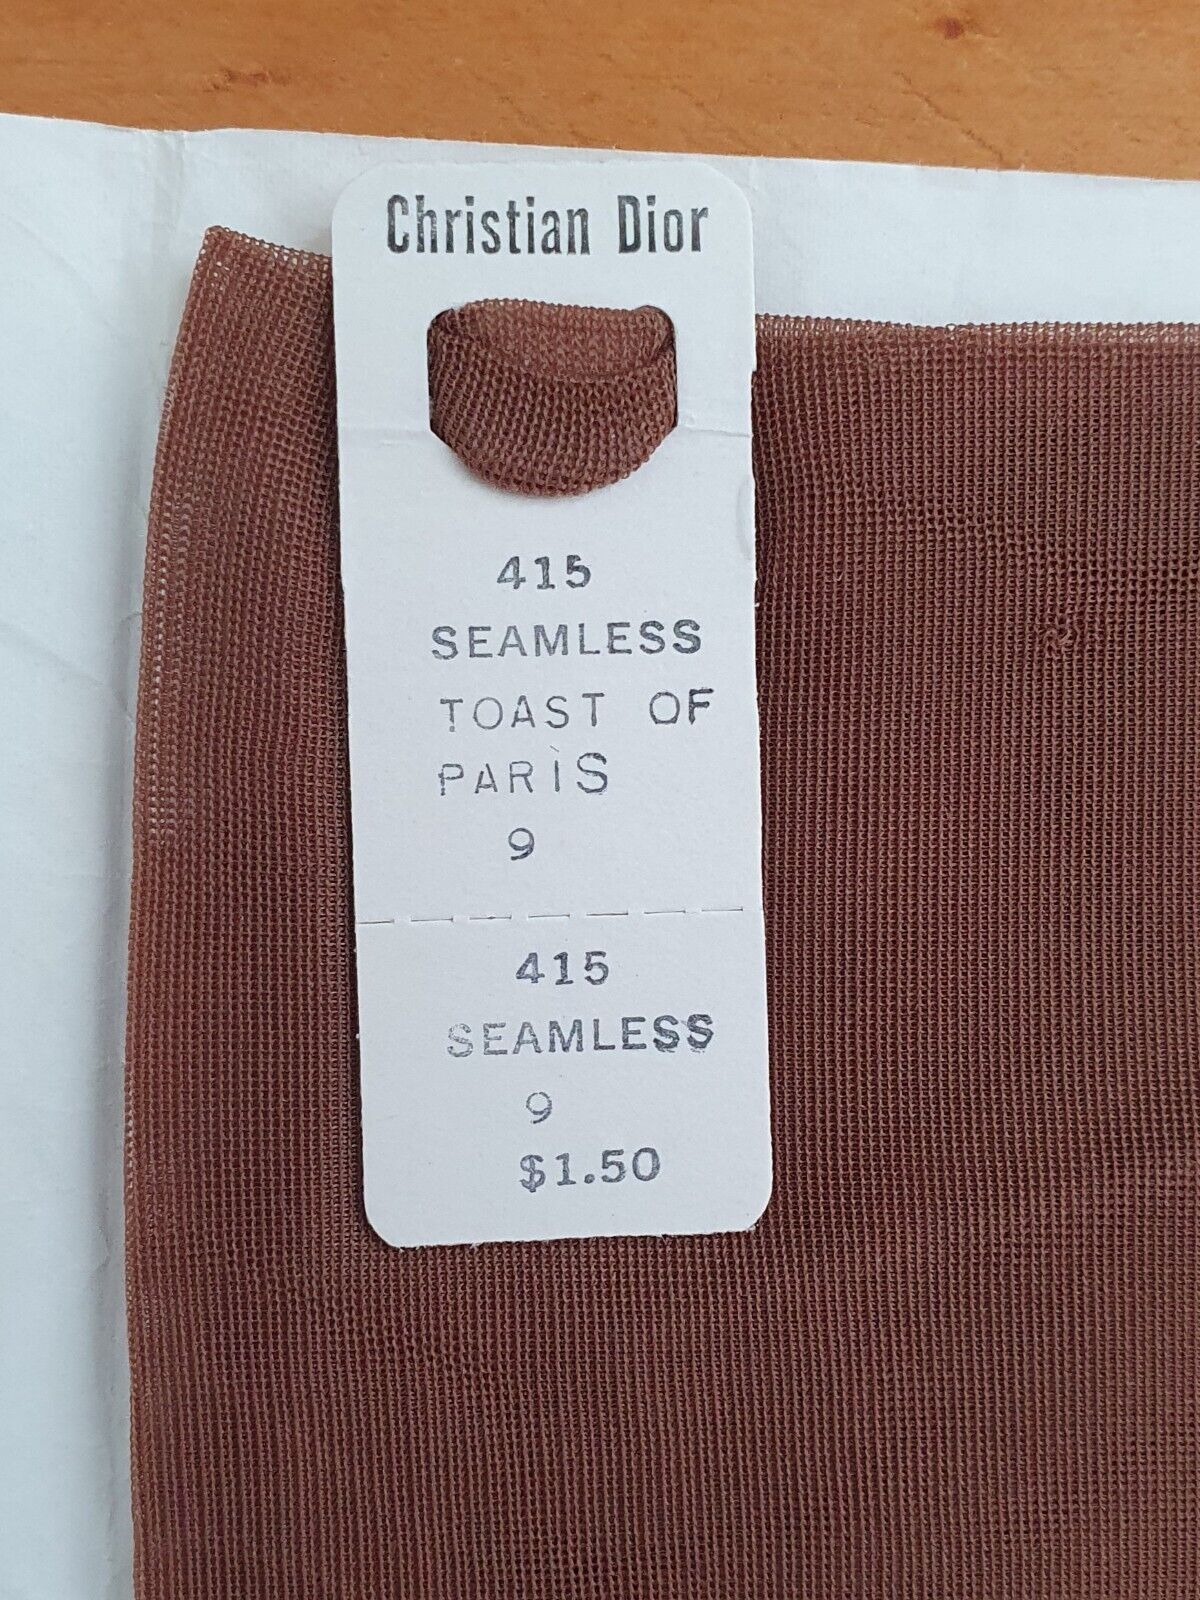 Christian Dior
415
SEAMLESS
TOAST OF
PARIS
9
415
SEAMLESS
9
$1.50